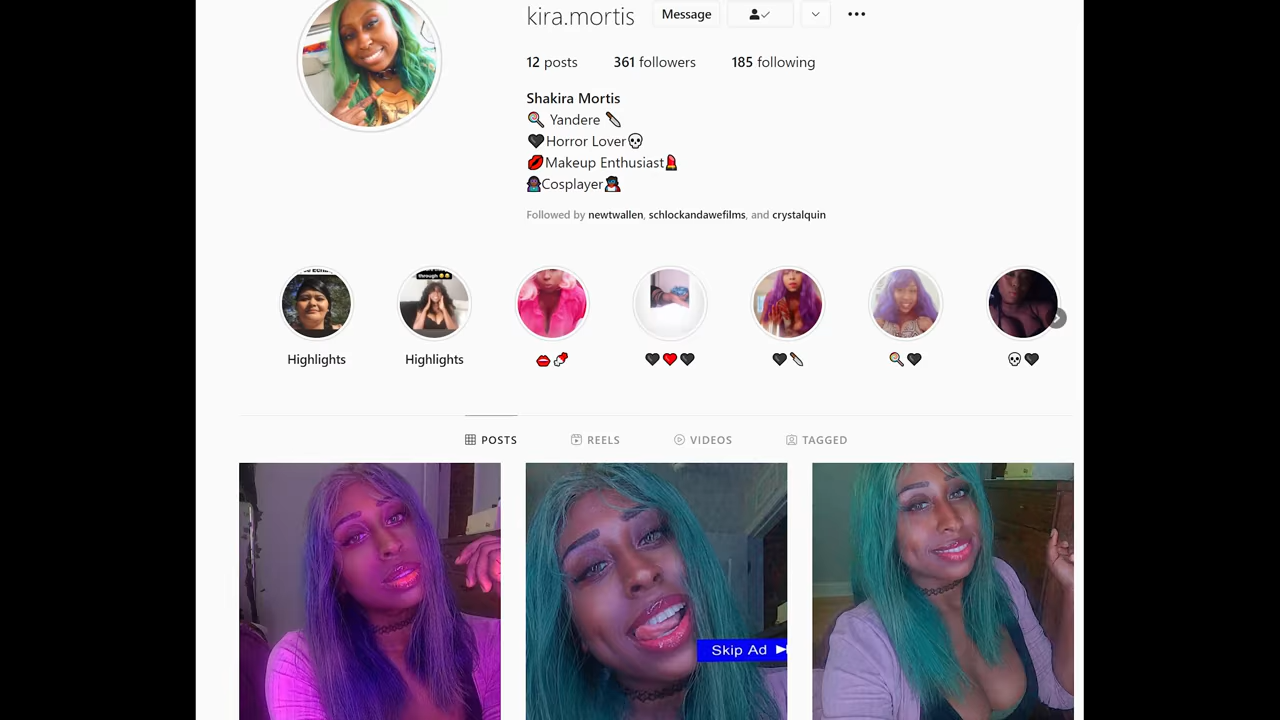 kira.mortis Message
12 posts 361 followers 185 following
Shakira Mortis
🍭 Yandere 🔪
🖤Horror Lover💀
💋Makeup Enthusiast💄
🦹🏾‍♀️Cosplayer🦸🏾‍♀️
Followed by newtwallen, schlockandawefilms, and crystalquin
through
Highlights Highlights 👄💅 🖤❤️🖤 🖤🔪 🍭🖤 💀🖤
POSTS REELS VIDEOS TAGGED
Skip Ad